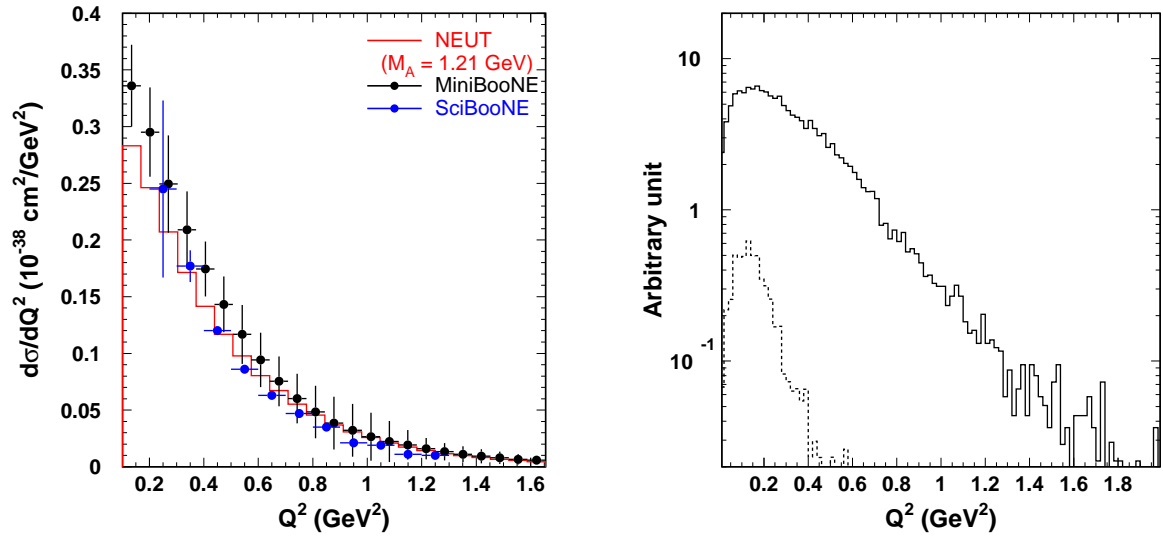 NEUT
(M_A = 1.21 GeV)
MiniBooNE
SciBooNE
dσ/dQ² (10⁻³⁸ cm²/GeV²)
0.4
0.35
0.3
0.25
0.2
0.15
0.1
0.05
0
0.2 0.4 0.6 0.8 1 1.2 1.4 1.6
Q² (GeV²)
Arbitrary unit
10
1
10⁻¹
0.2 0.4 0.6 0.8 1 1.2 1.4 1.6 1.8
Q² (GeV²)